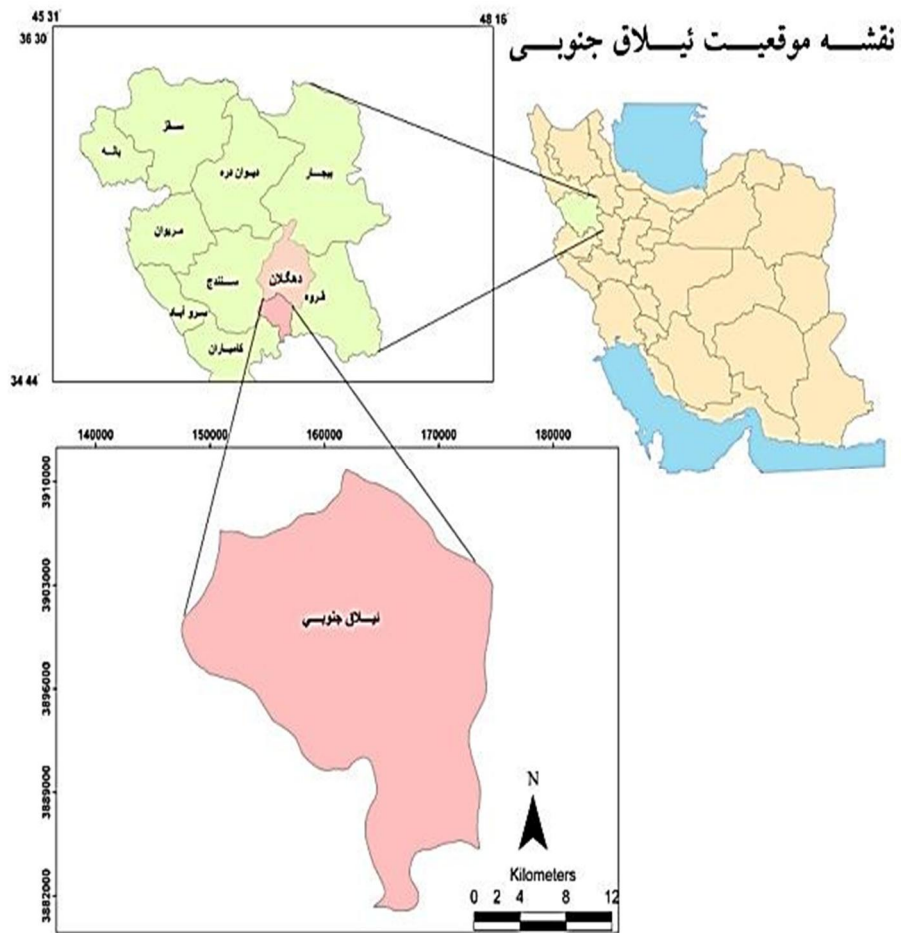 نقشه موقعیت ئیلاق جنوبی
45 31'
48 16'
36 30'
34 44'
سقز
بانه
دیوان دره
بیجار
مریوان
سنندج
دهگلان
قروه
سرو آباد
کامیاران
140000 150000 160000 170000 180000
3910000
3903000
3896000
3889000
3882000
ئیلاق جنوبي
N
Kilometers
0 2 4 8 12